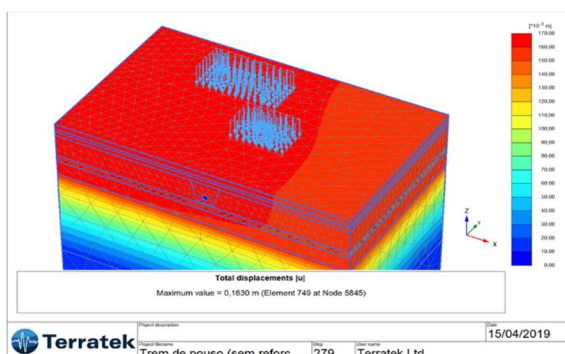 [*10⁻³ m]
170,00
160,00
150,00
140,00
130,00
120,00
110,00
100,00
90,00
80,00
70,00
60,00
50,00
40,00
30,00
20,00
10,00
0,00
Z
Y
X
Total displacements |u|
Maximum value = 0,1630 m (Element 749 at Node 5845)
Project description
Date
15/04/2019
Terratek
Project filename
Step
User name
Trem de pouso (sem reforc
279
Terratek Ltd